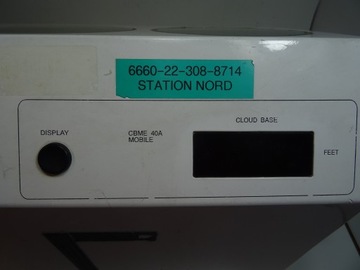 6660-22-308-8714
STATION NORD
CLOUD BASE
DISPLAY
CBME 40A
MOBILE
FEET